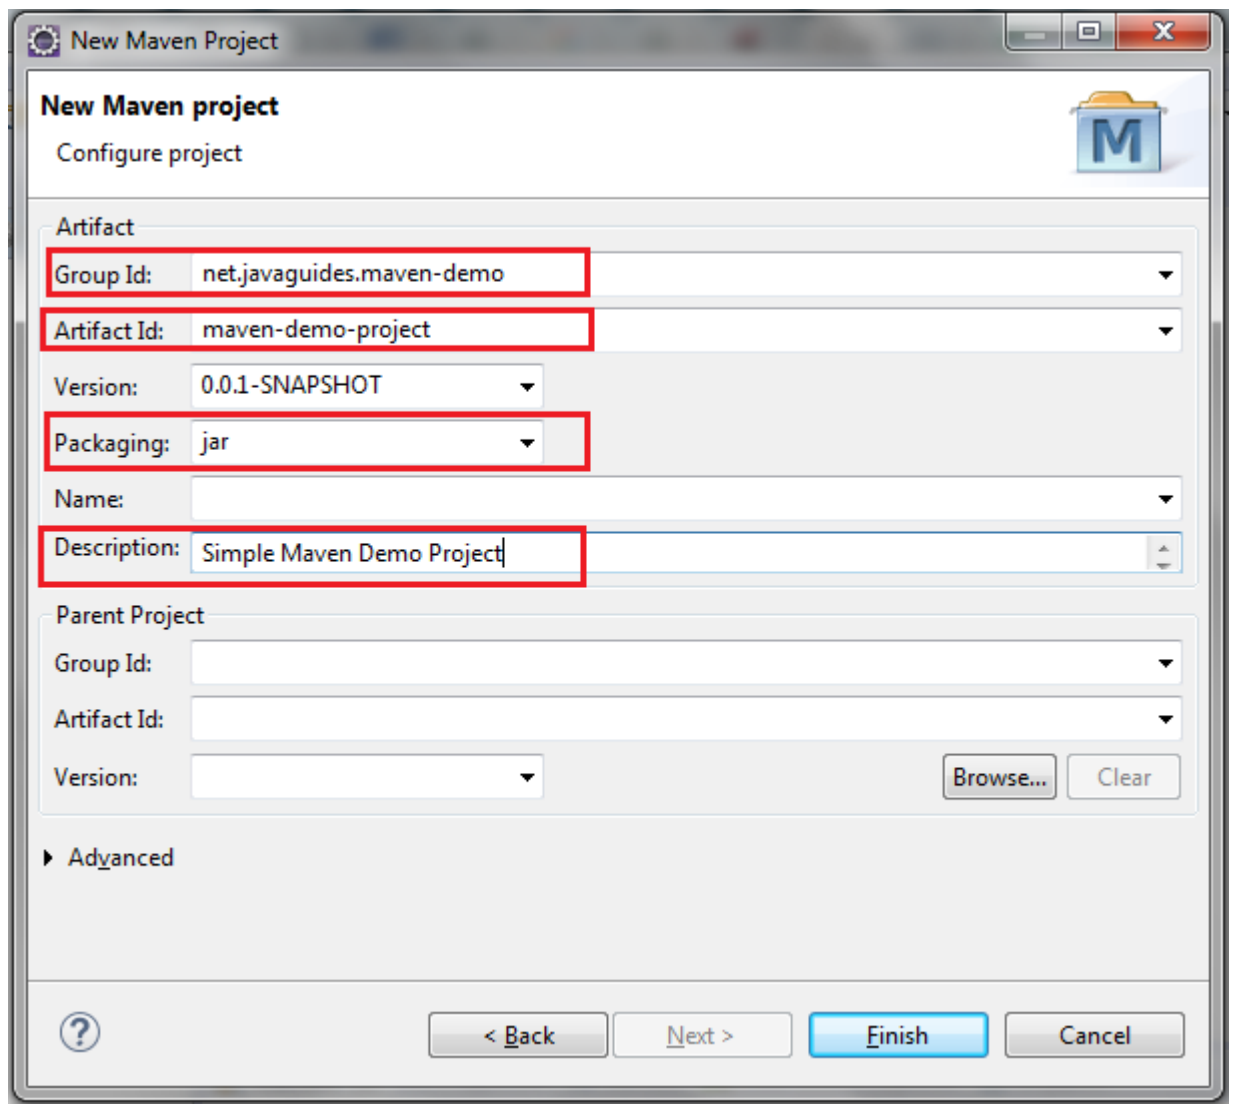 New Maven Project
New Maven project
Configure project
M
Artifact
Group Id: net.javaguides.maven-demo
Artifact Id: maven-demo-project
Version: 0.0.1-SNAPSHOT
Packaging: jar
Name:
Description: Simple Maven Demo Project
Parent Project
Group Id:
Artifact Id:
Version: Browse... Clear
Advanced
? < Back Next > Finish Cancel